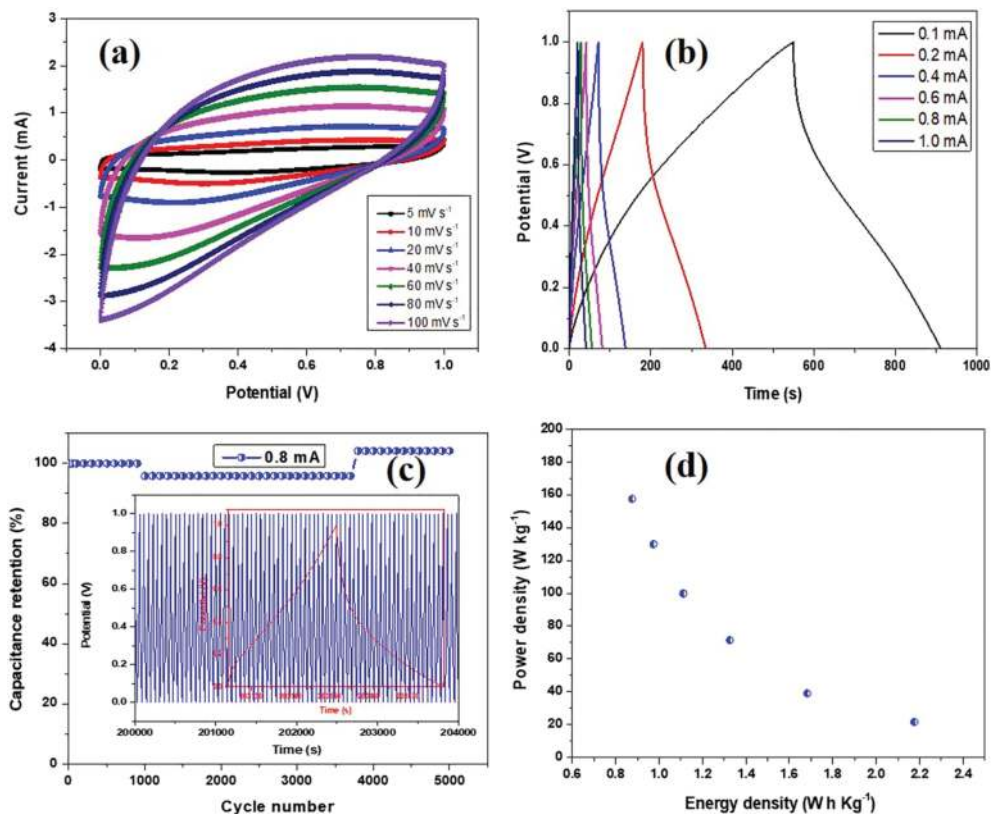 (a)
3
2
1
0
-1
-2
-3
-4
Current (mA)
5 mV s-1
10 mV s-1
20 mV s-1
40 mV s-1
60 mV s-1
80 mV s-1
100 mV s-1
0.0 0.2 0.4 0.6 0.8 1.0
Potential (V)
(b)
1.0
0.8
0.6
0.4
0.2
0.0
Potential (V)
0.1 mA
0.2 mA
0.4 mA
0.6 mA
0.8 mA
1.0 mA
0 200 400 600 800 1000
Time (s)
(c)
0.8 mA
100
80
60
40
20
0
Capacitance retention (%)
1.0
0.8
0.6
0.4
0.2
0.0
Potential (V)
Time (s)
200000 201000 202000 203000 204000
Time (s)
0 1000 2000 3000 4000 5000
Cycle number
(d)
200
180
160
140
120
100
80
60
40
20
0
Power density (W kg-1)
0.6 0.8 1.0 1.2 1.4 1.6 1.8 2.0 2.2 2.4
Energy density (W h Kg-1)